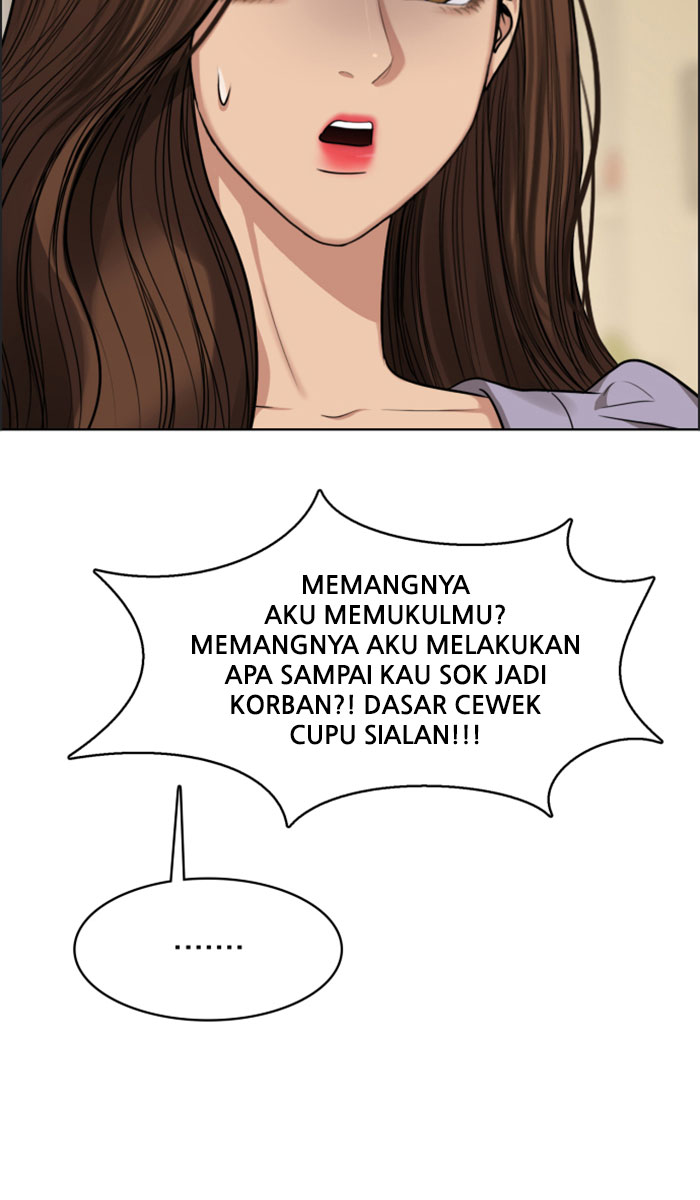 MEMANGNYA
AKU MEMUKULMU?
MEMANGNYA AKU MELAKUKAN
APA SAMPAI KAU SOK JADI
KORBAN?! DASAR CEWEK
CUPU SIALAN!!!
.......